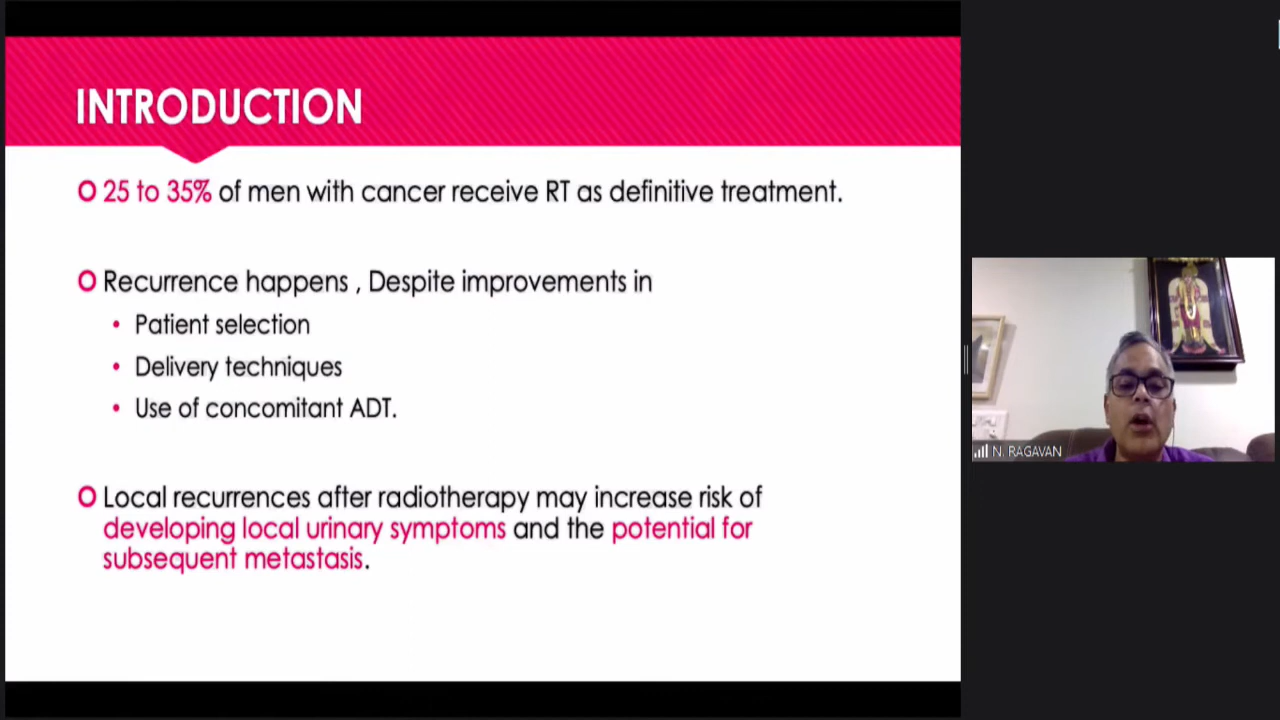 INTRODUCTION
25 to 35% of men with cancer receive RT as definitive treatment.
Recurrence happens , Despite improvements in
• Patient selection
• Delivery techniques
• Use of concomitant ADT.
Local recurrences after radiotherapy may increase risk of
developing local urinary symptoms and the potential for
subsequent metastasis.
N. RAGAVAN